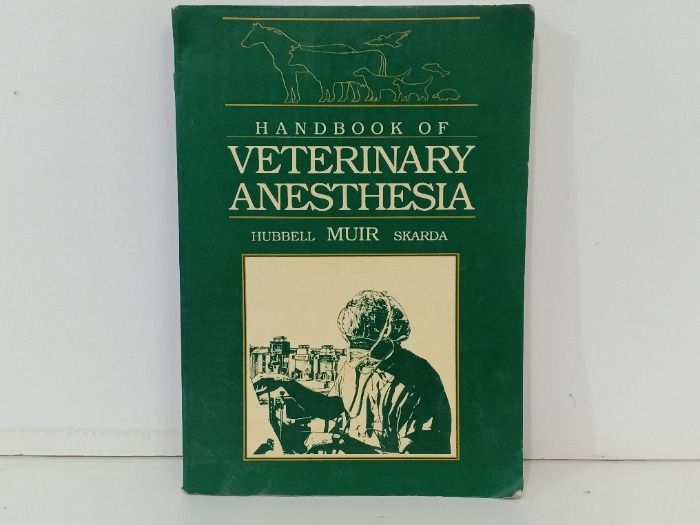 HANDBOOK OF
VETERINARY
ANESTHESIA
HUBBELL MUIR SKARDA